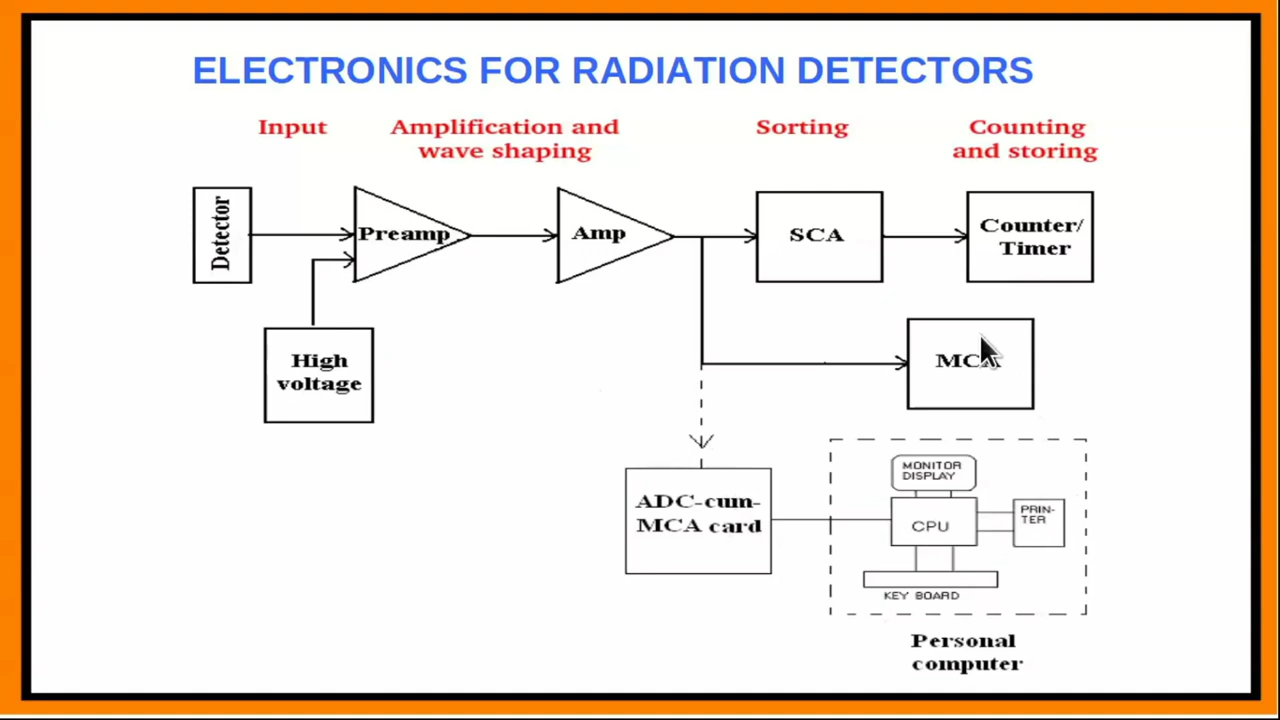 ELECTRONICS FOR RADIATION DETECTORS
Input
Amplification and
wave shaping
Sorting
Counting
and storing
Detector
Preamp
Amp
SCA
Counter/
Timer
High
voltage
MCA
ADC-cum-
MCA card
MONITOR
DISPLAY
CPU
PRIN-
TER
KEY BOARD
Personal
computer